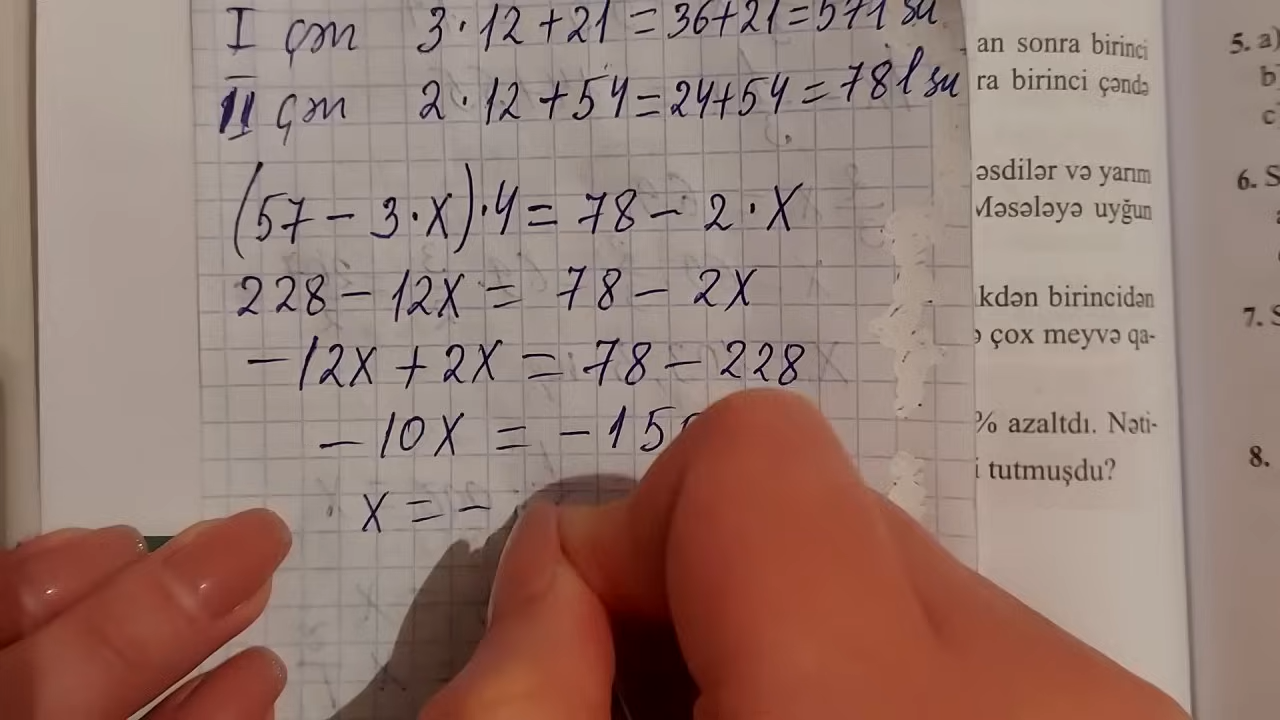 I çən 3·12+21=36+21=57l su
II çən 2·12+54=24+54=78l su
(57-3·x)·4=78-2·x
228-12x=78-2x
-12x+2x=78-228
-10x=-15
x=-
an sonra birinci
ra birinci çəndə
əsdilər və yarım
Məsələyə uyğun
kdən birincidən
ə çox meyvə qa-
% azaltdı. Nəti-
i tutmuşdu?
5. a)
b
c
6. S
7. S
8.